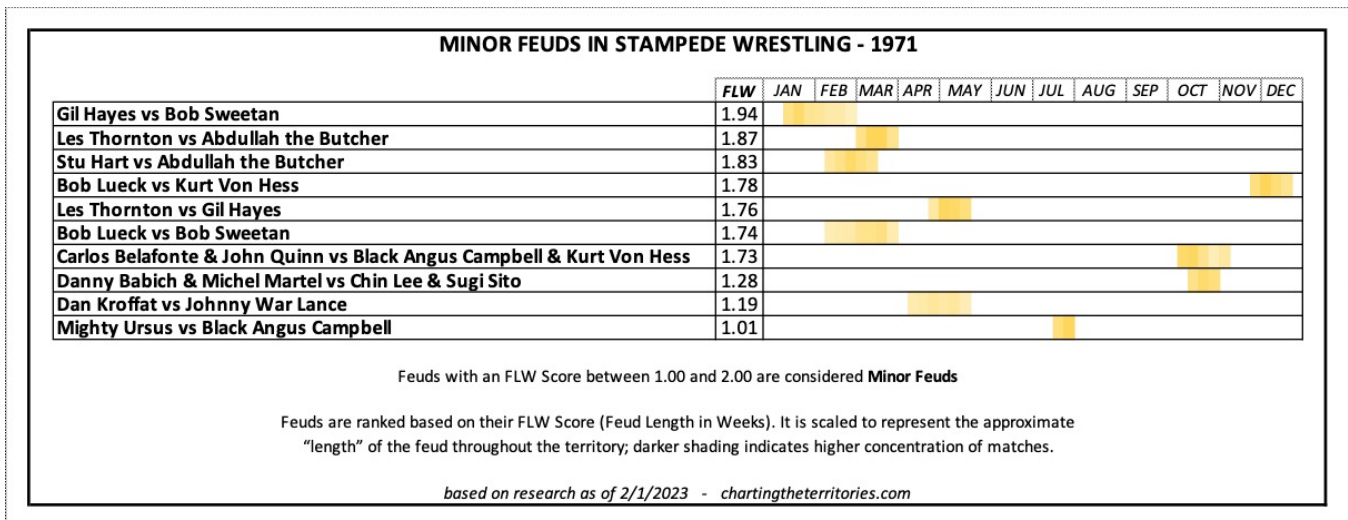 MINOR FEUDS IN STAMPEDE WRESTLING - 1971
FLW JAN FEB MAR APR MAY JUN JUL AUG SEP OCT NOV DEC
Gil Hayes vs Bob Sweetan 1.94
Les Thornton vs Abdullah the Butcher 1.87
Stu Hart vs Abdullah the Butcher 1.83
Bob Lueck vs Kurt Von Hess 1.78
Les Thornton vs Gil Hayes 1.76
Bob Lueck vs Bob Sweetan 1.74
Carlos Belafonte & John Quinn vs Black Angus Campbell & Kurt Von Hess 1.73
Danny Babich & Michel Martel vs Chin Lee & Sugi Sito 1.28
Dan Kroffat vs Johnny War Lance 1.19
Mighty Ursus vs Black Angus Campbell 1.01
Feuds with an FLW Score between 1.00 and 2.00 are considered Minor Feuds
Feuds are ranked based on their FLW Score (Feud Length in Weeks). It is scaled to represent the approximate
“length” of the feud throughout the territory; darker shading indicates higher concentration of matches.
based on research as of 2/1/2023 - chartingtheterritories.com